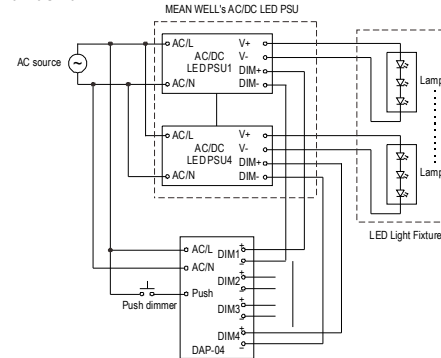 MEAN WELL's AC/DC LED PSU
AC source
~
AC/L
AC/N
AC/DC
LED PSU1
V+
V-
DIM+
DIM-
Lamp
AC/L
AC/N
AC/DC
LED PSU4
V+
V-
DIM+
DIM-
Lamp
LED Light Fixture
AC/L
AC/N
Push
Push dimmer
DIM1
+
-
DIM2
+
-
DIM3
+
-
DIM4
+
-
DAP-04